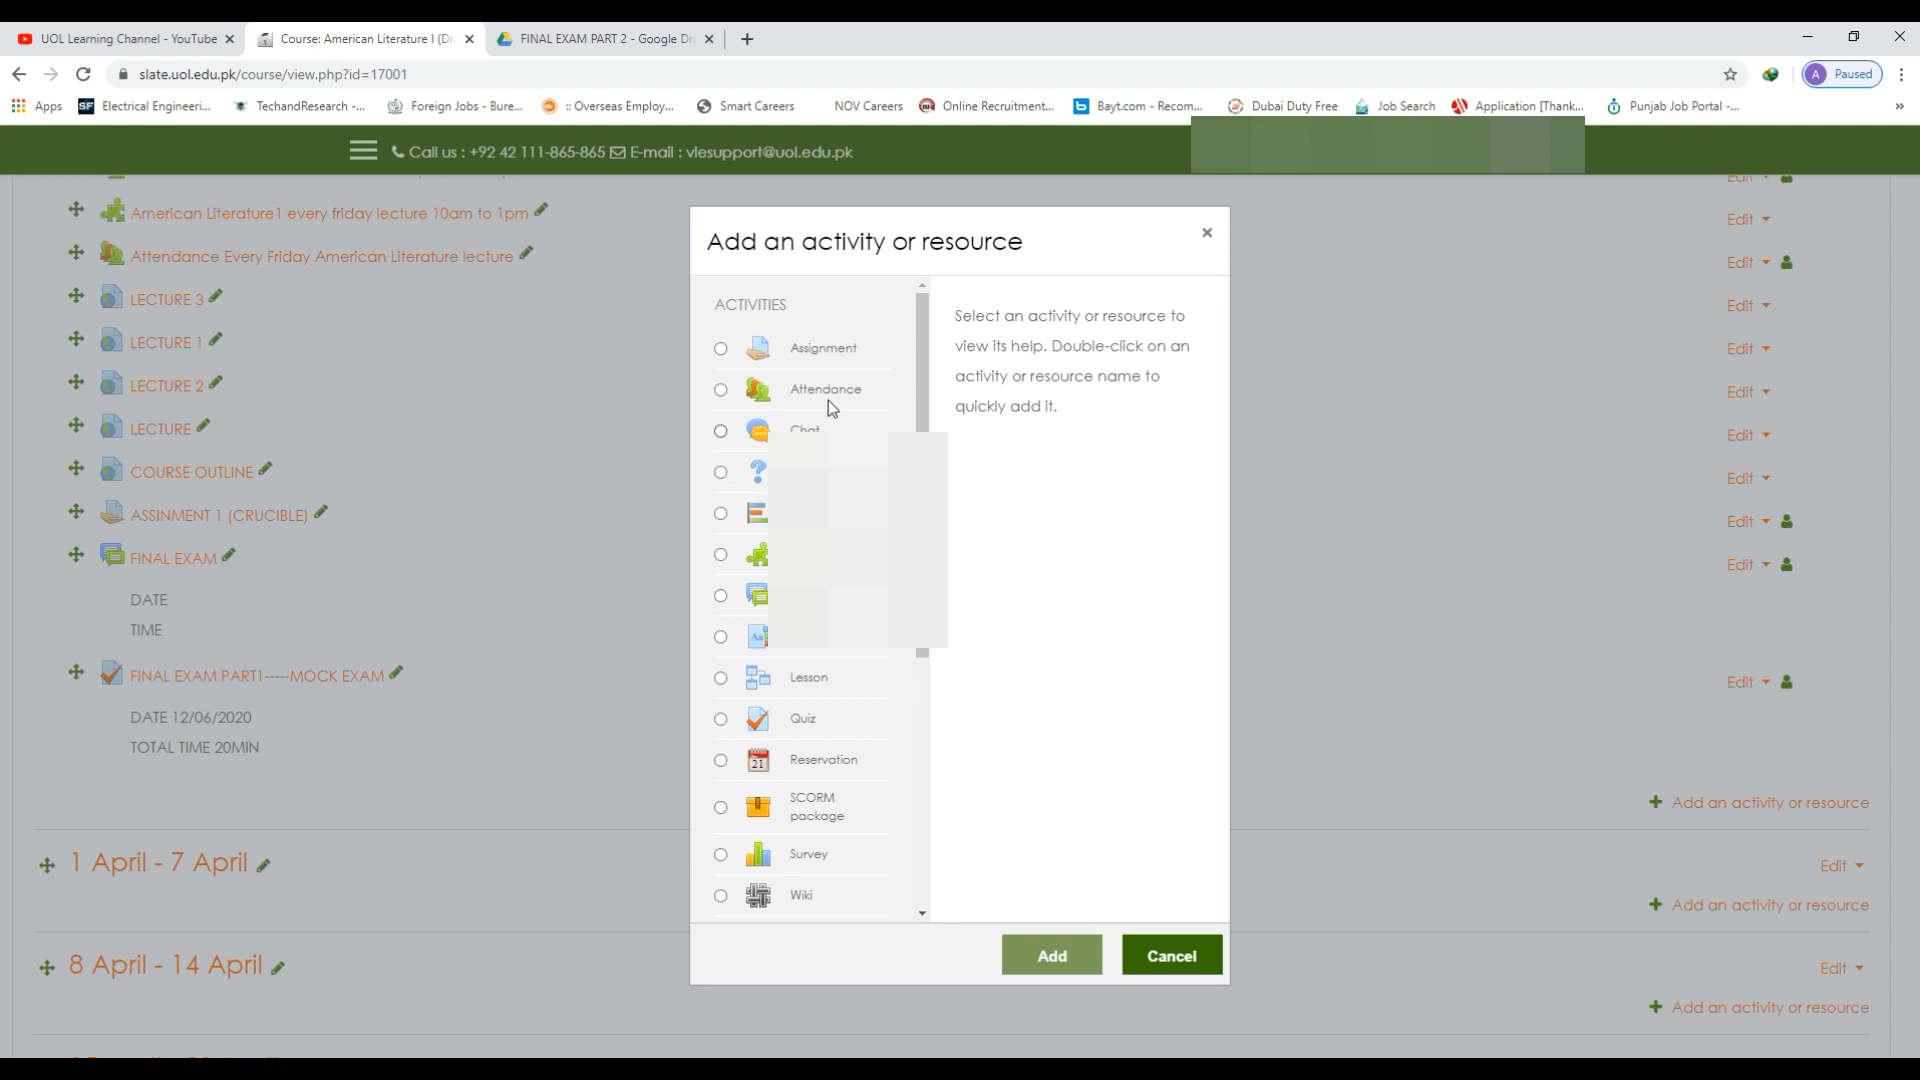 UOL Learning Channel - YouTube
Course: American Literature I (Dr
FINAL EXAM PART 2 - Google Dri
slate.uol.edu.pk/course/view.php?id=17001
A Paused
Apps
Electrical Engineeri...
TechandResearch -...
Foreign Jobs - Bure...
:: Overseas Employ...
Smart Careers
NOV Careers
Online Recruitment...
Bayt.com - Recom...
Dubai Duty Free
Job Search
Application [Thank...
Punjab Job Portal -...
»
Call us : +92 42 111-865-865 E-mail : vlesupport@uol.edu.pk
Edit
American Literature1 every friday lecture 10am to 1pm
Edit
Attendance Every Friday American Literature lecture
Edit
LECTURE 3
Edit
LECTURE 1
Edit
LECTURE 2
Edit
LECTURE
Edit
COURSE OUTLINE
Edit
ASSINMENT 1 (CRUCIBLE)
Edit
FINAL EXAM
Edit
DATE
TIME
FINAL EXAM PART1-----MOCK EXAM
Edit
DATE 12/06/2020
TOTAL TIME 20MIN
Add an activity or resource
1 April - 7 April
Edit
Add an activity or resource
8 April - 14 April
Edit
Add an activity or resource
Add an activity or resource
×
ACTIVITIES
Assignment
Attendance
Chat
Lesson
Quiz
Reservation
SCORM
package
Survey
Wiki
Select an activity or resource to
view its help. Double-click on an
activity or resource name to
quickly add it.
Add
Cancel